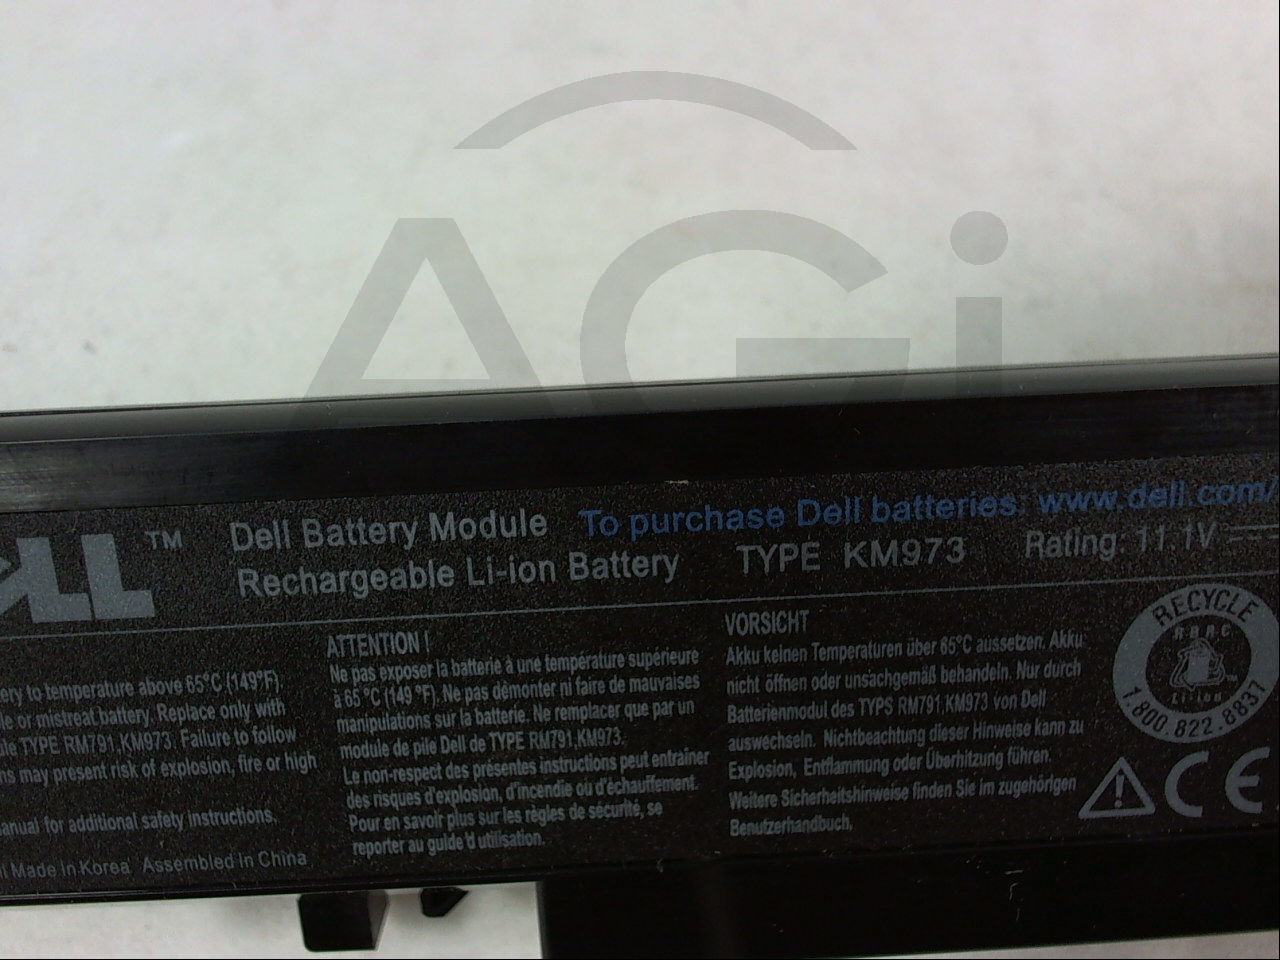 AGi
DELL™
Dell Battery Module
Rechargeable Li-ion Battery
To purchase Dell batteries: www.dell.com/
TYPE KM973
Rating: 11.1V
to temperature above 65°C (149°F)
or mistreat battery. Replace only with
TYPE RM791,KM973. Failure to follow
may present risk of explosion, fire or high
for additional safety instructions.
Made in Korea Assembled in China
ATTENTION !
Ne pas exposer la batterie à une température supérieure
à 65 °C (149 °F). Ne pas démonter ni faire de mauvaises
manipulations sur la batterie. Ne remplacer que par un
module de pile Dell de TYPE RM791,KM973.
Le non-respect des présentes instructions peut entraîner
des risques d'explosion, d'incendie ou d'échauffement.
Pour en savoir plus sur les règles de sécurité, se
reporter au guide d'utilisation.
VORSICHT
Akku keinen Temperaturen über 65°C aussetzen. Akku
nicht öffnen oder unsachgemäß behandeln. Nur durch
Batterienmodul des TYPS RM791,KM973 von Dell
auswechseln. Nichtbeachtung dieser Hinweise kann zu
Explosion, Entflammung oder Überhitzung führen.
Weitere Sicherheitshinweise finden Sie im zugehörigen
Benutzerhandbuch.
RECYCLE
RBRC
Li-ion
1.800.822.8837
CE